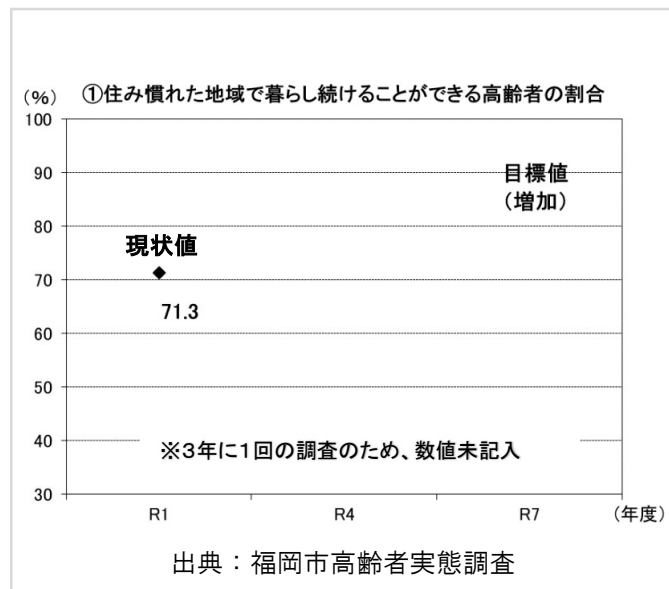 (%)　①住み慣れた地域で暮らし続けることができる高齢者の割合
100
90
目標値
（増加）
80
現状値
70
71.3
60
50
40
※３年に１回の調査のため、数値未記入
30
R1　R4　R7　(年度)
出典：福岡市高齢者実態調査